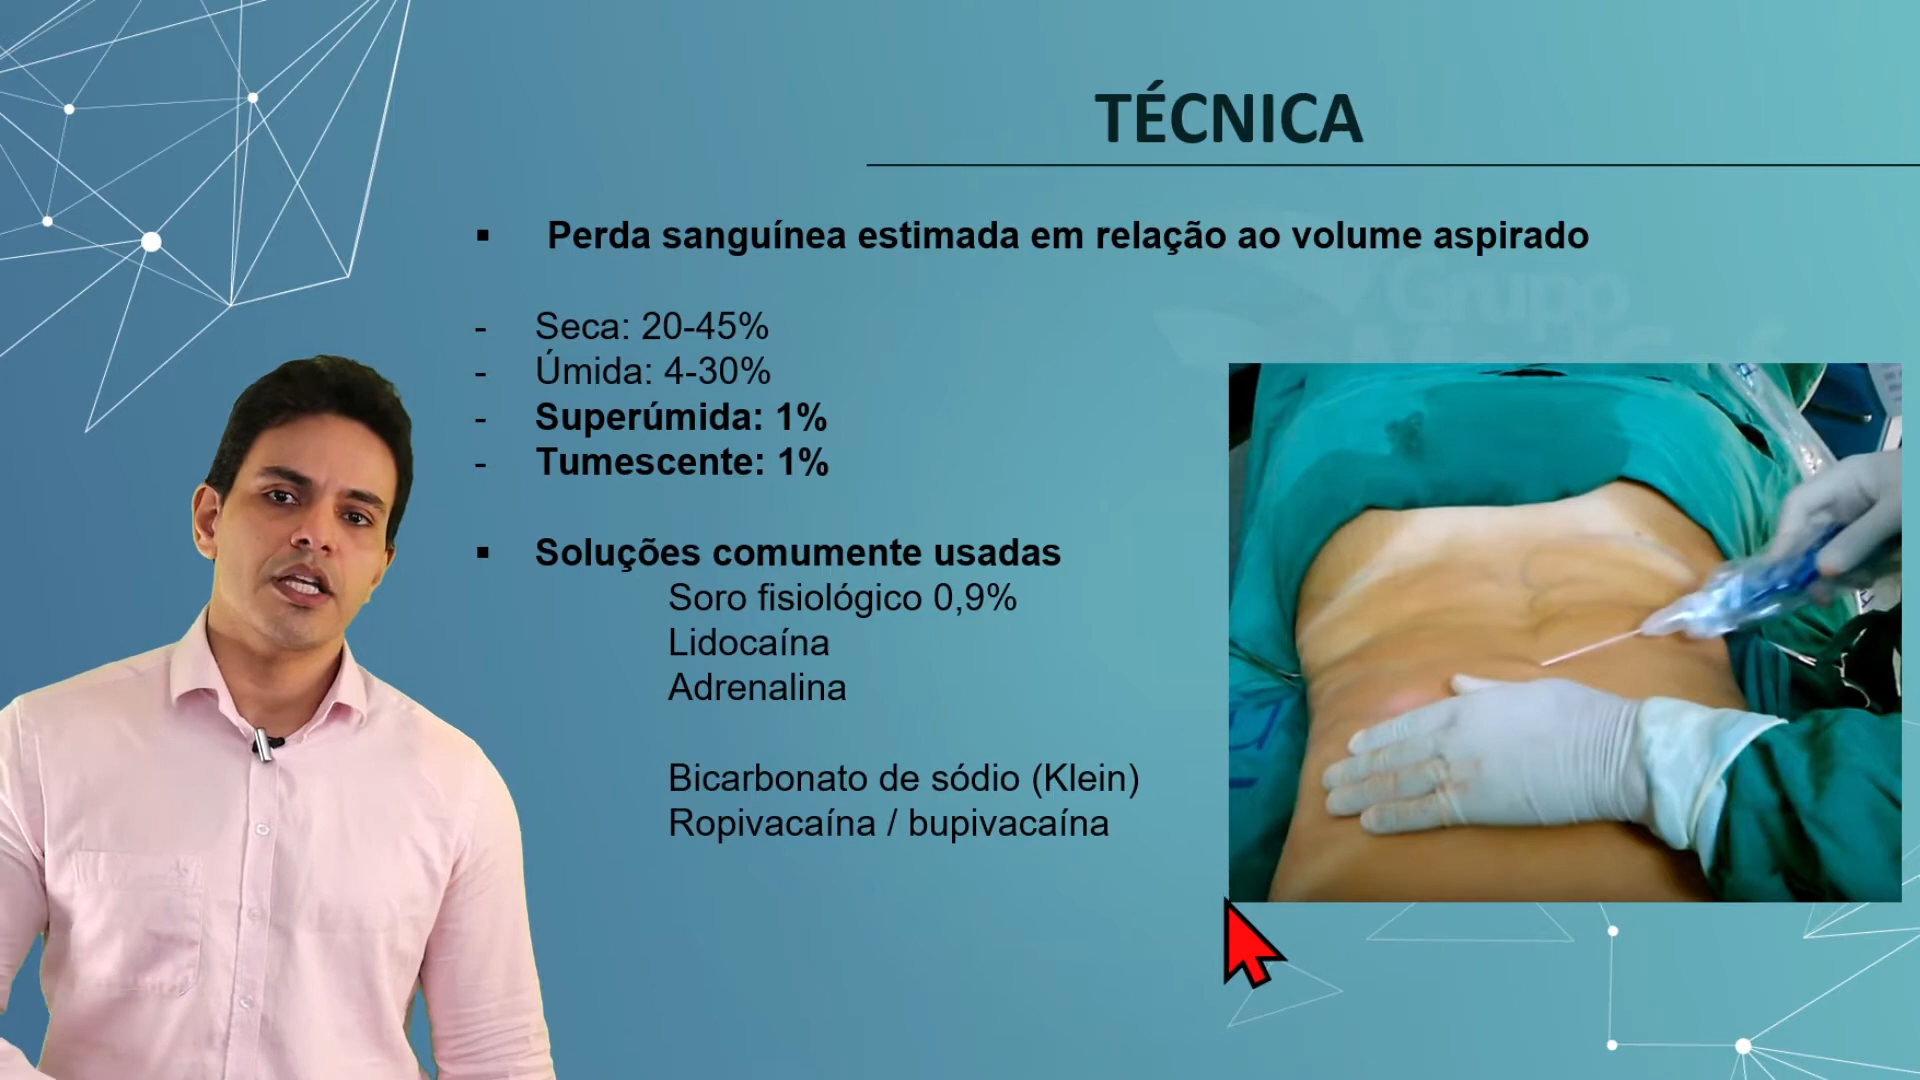 TÉCNICA
▪ Perda sanguínea estimada em relação ao volume aspirado
- Seca: 20-45%
- Úmida: 4-30%
- Superúmida: 1%
- Tumescente: 1%
▪ Soluções comumente usadas
Soro fisiológico 0,9%
Lidocaína
Adrenalina
Bicarbonato de sódio (Klein)
Ropivacaína / bupivacaína
Grupo